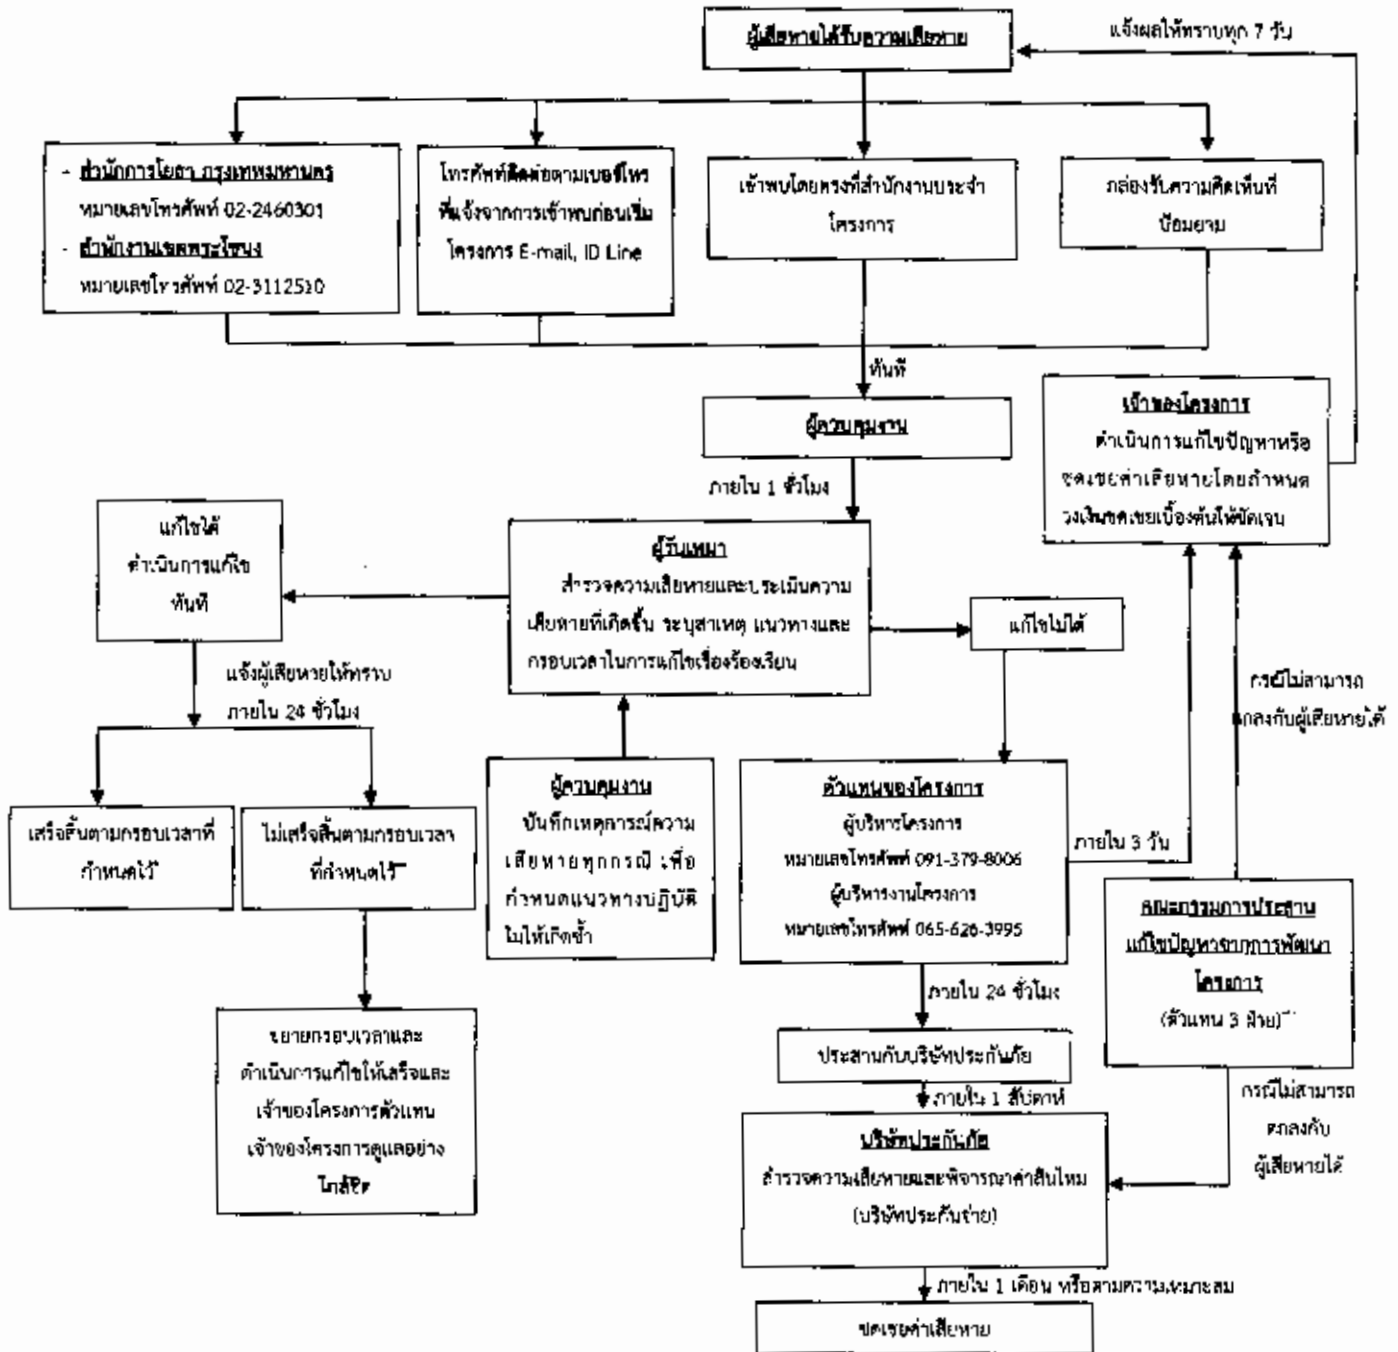 ผู้เสียหายได้รับความเสียหาย
แจ้งผลให้ทราบทุก 7 วัน
- สำนักการโยธา กรุงเทพมหานคร
หมายเลขโทรศัพท์ 02-2460301
- สำนักงานเขตพระโขนง
หมายเลขโทรศัพท์ 02-3112510
โทรศัพท์ติดต่อตามเบอร์โทร
ที่แจ้งจากการเข้าพบก่อนเริ่ม
โครงการ E-mail, ID Line
เข้าพบโดยตรงที่สำนักงานประจำ
โครงการ
กล่องรับความคิดเห็นที่
ป้อมยาม
ทันที
ผู้ควบคุมงาน
ภายใน 1 ชั่วโมง
เจ้าของโครงการ
ดำเนินการแก้ไขปัญหาหรือ
ชดเชยค่าเสียหายโดยกำหนด
วงเงินชดเชยเบื้องต้นให้ชัดเจน
แก้ไขได้
ดำเนินการแก้ไข
ทันที
ผู้รับเหมา
สำรวจความเสียหายและประเมินความ
เสียหายที่เกิดขึ้น ระบุสาเหตุ แนวทางและ
กรอบเวลาในการแก้ไขเรื่องร้องเรียน
แก้ไขไม่ได้
แจ้งผู้เสียหายให้ทราบ
ภายใน 24 ชั่วโมง
กรณีไม่สามารถ
ตกลงกับผู้เสียหายได้
เสร็จสิ้นตามกรอบเวลาที่
กำหนดไว้
ไม่เสร็จสิ้นตามกรอบเวลา
ที่กำหนดไว้
ผู้ควบคุมงาน
บันทึกเหตุการณ์ความ
เสียหายทุกกรณี เพื่อ
กำหนดแนวทางปฏิบัติ
ไม่ให้เกิดซ้ำ
ตัวแทนของโครงการ
ผู้บริหารโครงการ
หมายเลขโทรศัพท์ 091-379-8006
ผู้บริหารงานโครงการ
หมายเลขโทรศัพท์ 065-626-3995
ภายใน 3 วัน
คณะกรรมการประสาน
แก้ไขปัญหาจากการพัฒนา
โครงการ
(ตัวแทน 3 ฝ่าย)
ภายใน 24 ชั่วโมง
ขยายกรอบเวลาและ
ดำเนินการแก้ไขให้เสร็จและ
เจ้าของโครงการตัวแทน
เจ้าของโครงการดูแลอย่าง
ใกล้ชิด
ประสานกับบริษัทประกันภัย
ภายใน 1 สัปดาห์
กรณีไม่สามารถ
ตกลงกับ
ผู้เสียหายได้
บริษัทประกันภัย
สำรวจความเสียหายและพิจารณาค่าสินไหม
(บริษัทประกันจ่าย)
ภายใน 1 เดือน หรือตามความเหมาะสม
ชดเชยค่าเสียหาย